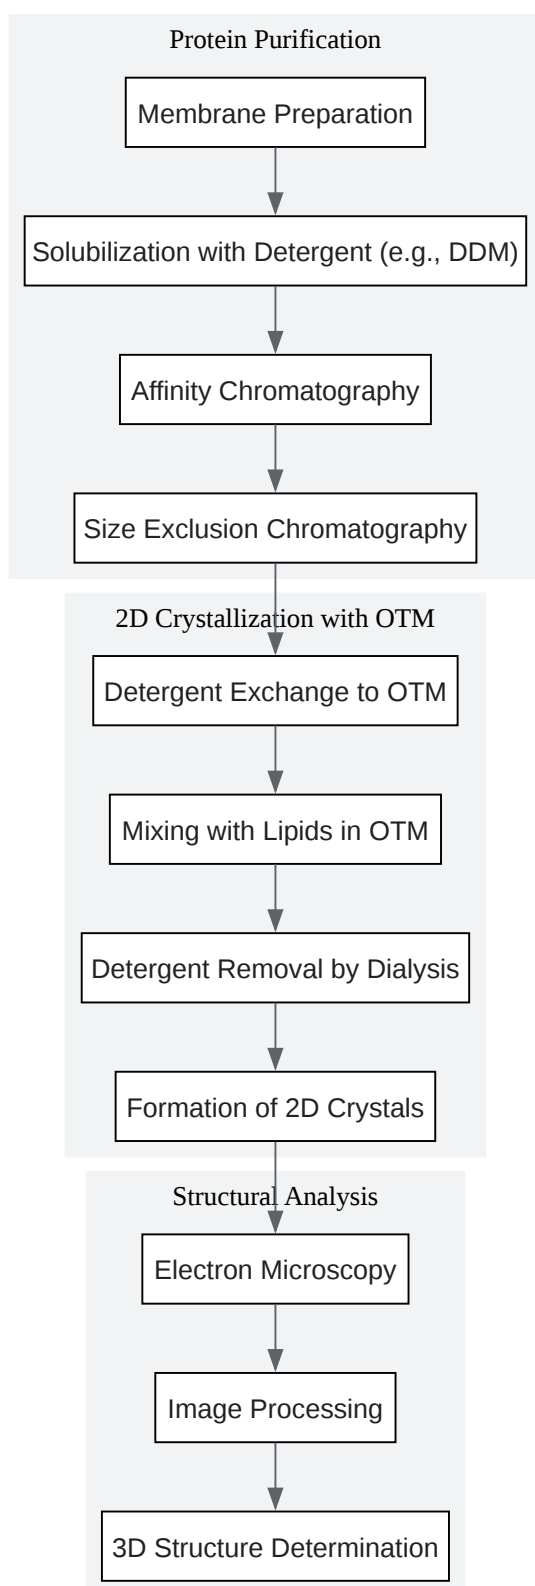 Protein Purification
Membrane Preparation
Solubilization with Detergent (e.g., DDM)
Affinity Chromatography
Size Exclusion Chromatography
2D Crystallization with OTM
Detergent Exchange to OTM
Mixing with Lipids in OTM
Detergent Removal by Dialysis
Formation of 2D Crystals
Structural Analysis
Electron Microscopy
Image Processing
3D Structure Determination